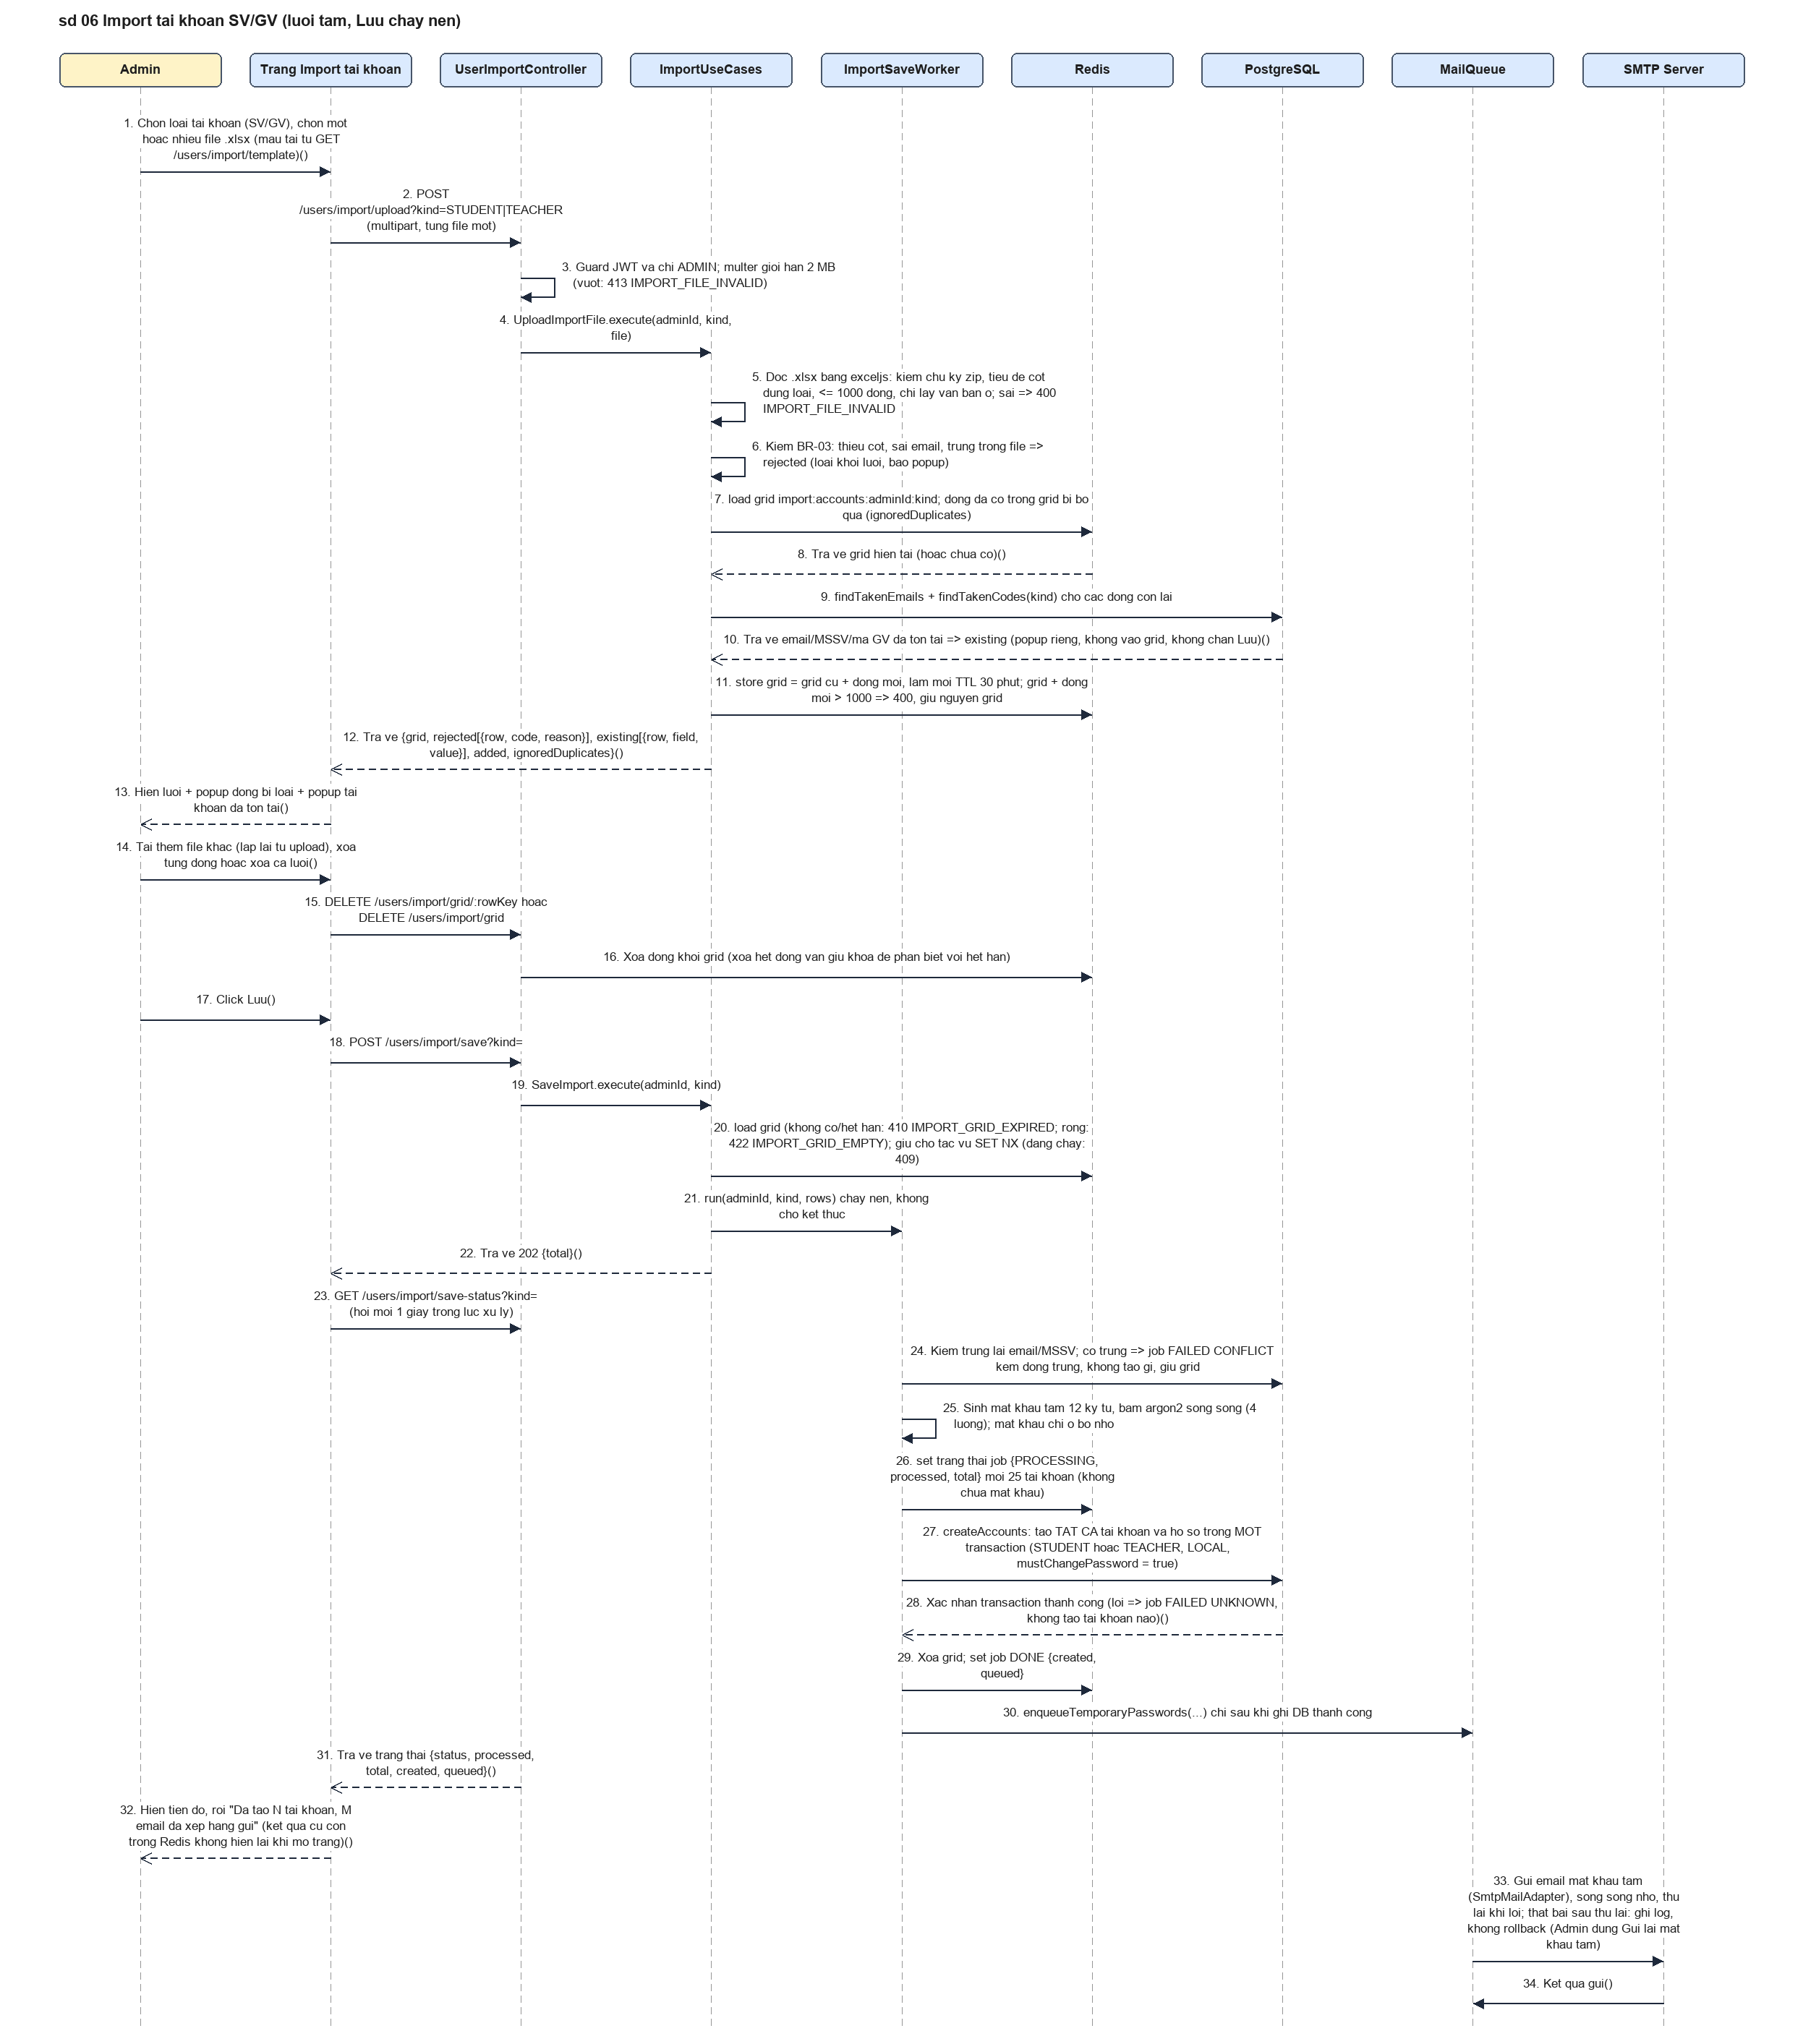 sd 06 Import tai khoan SV/GV (luoi tam, Luu chay nen)
Admin
Trang Import tai khoan
UserImportController
ImportUseCases
ImportSaveWorker
Redis
PostgreSQL
MailQueue
SMTP Server
1. Chon loai tai khoan (SV/GV), chon mot
hoac nhieu file .xlsx (mau tai tu GET
/users/import/template)()
2. POST
/users/import/upload?kind=STUDENT|TEACHER
(multipart, tung file mot)
3. Guard JWT va chi ADMIN; multer gioi han 2 MB
(vuot: 413 IMPORT_FILE_INVALID)
4. UploadImportFile.execute(adminId, kind,
file)
5. Doc .xlsx bang exceljs: kiem chu ky zip, tieu de cot
dung loai, <= 1000 dong, chi lay van ban o; sai => 400
IMPORT_FILE_INVALID
6. Kiem BR-03: thieu cot, sai email, trung trong file =>
rejected (loai khoi luoi, bao popup)
7. load grid import:accounts:adminId:kind; dong da co trong grid bi bo
qua (ignoredDuplicates)
8. Tra ve grid hien tai (hoac chua co)()
9. findTakenEmails + findTakenCodes(kind) cho cac dong con lai
10. Tra ve email/MSSV/ma GV da ton tai => existing (popup rieng, khong vao grid, khong chan Luu)()
11. store grid = grid cu + dong moi, lam moi TTL 30 phut; grid + dong
moi > 1000 => 400, giu nguyen grid
12. Tra ve {grid, rejected[{row, code, reason}], existing[{row, field,
value}], added, ignoredDuplicates}()
13. Hien luoi + popup dong bi loai + popup tai
khoan da ton tai()
14. Tai them file khac (lap lai tu upload), xoa
tung dong hoac xoa ca luoi()
15. DELETE /users/import/grid/:rowKey hoac
DELETE /users/import/grid
16. Xoa dong khoi grid (xoa het dong van giu khoa de phan biet voi het han)
17. Click Luu()
18. POST /users/import/save?kind=
19. SaveImport.execute(adminId, kind)
20. load grid (khong co/het han: 410 IMPORT_GRID_EXPIRED; rong:
422 IMPORT_GRID_EMPTY); giu cho tac vu SET NX (dang chay:
409)
21. run(adminId, kind, rows) chay nen, khong
cho ket thuc
22. Tra ve 202 {total}()
23. GET /users/import/save-status?kind=
(hoi moi 1 giay trong luc xu ly)
24. Kiem trung lai email/MSSV; co trung => job FAILED CONFLICT
kem dong trung, khong tao gi, giu grid
25. Sinh mat khau tam 12 ky tu, bam argon2 song song (4
luong); mat khau chi o bo nho
26. set trang thai job {PROCESSING,
processed, total} moi 25 tai khoan (khong
chua mat khau)
27. createAccounts: tao TAT CA tai khoan va ho so trong MOT
transaction (STUDENT hoac TEACHER, LOCAL,
mustChangePassword = true)
28. Xac nhan transaction thanh cong (loi => job FAILED UNKNOWN,
khong tao tai khoan nao)()
29. Xoa grid; set job DONE {created,
queued}
30. enqueueTemporaryPasswords(...) chi sau khi ghi DB thanh cong
31. Tra ve trang thai {status, processed,
total, created, queued}()
32. Hien tien do, roi "Da tao N tai khoan, M
email da xep hang gui" (ket qua cu con
trong Redis khong hien lai khi mo trang)()
33. Gui email mat khau tam
(SmtpMailAdapter), song song nho, thu
lai khi loi; that bai sau thu lai: ghi log,
khong rollback (Admin dung Gui lai mat
khau tam)
34. Ket qua gui()